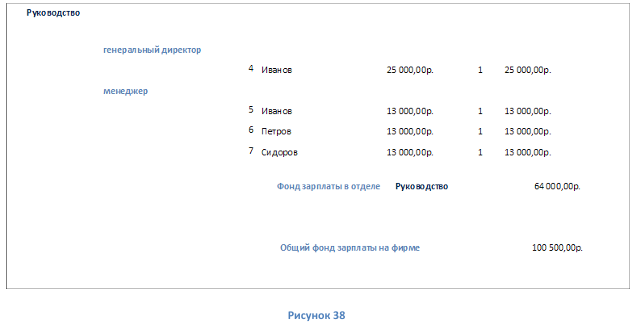 Руководство
генеральный директор
4 Иванов 25 000,00р. 1 25 000,00р.
менеджер
5 Иванов 13 000,00р. 1 13 000,00р.
6 Петров 13 000,00р. 1 13 000,00р.
7 Сидоров 13 000,00р. 1 13 000,00р.
Фонд зарплаты в отделе Руководство 64 000,00р.
Общий фонд зарплаты на фирме 100 500,00р.
Рисунок 38